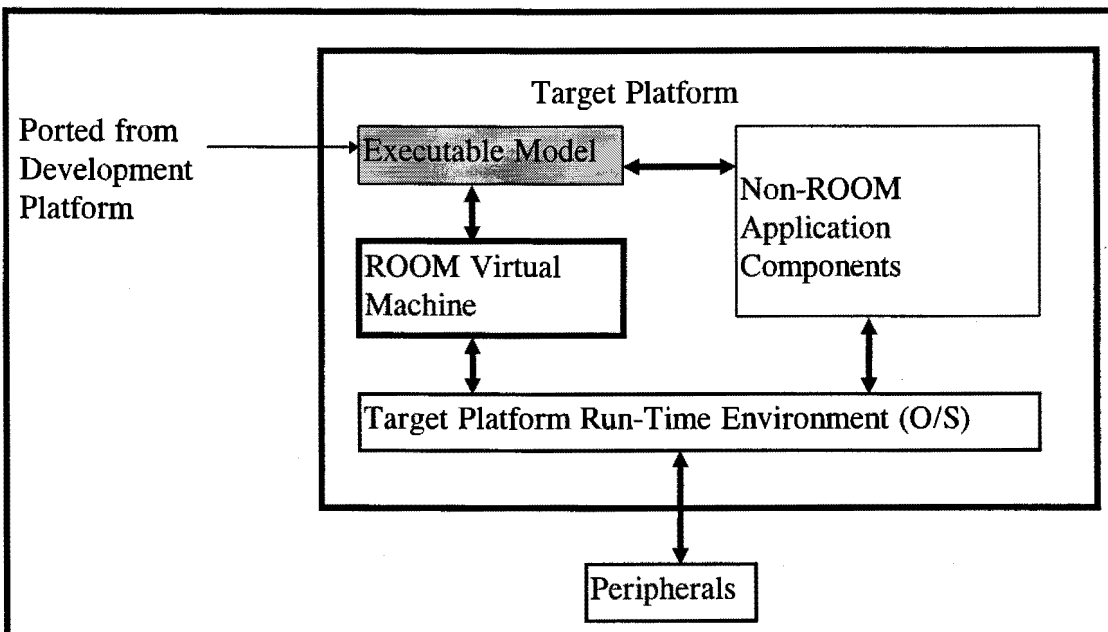 Target Platform
Ported from
Development
Platform
Executable Model
Non-ROOM
Application
Components
ROOM Virtual
Machine
Target Platform Run-Time Environment (O/S)
Peripherals